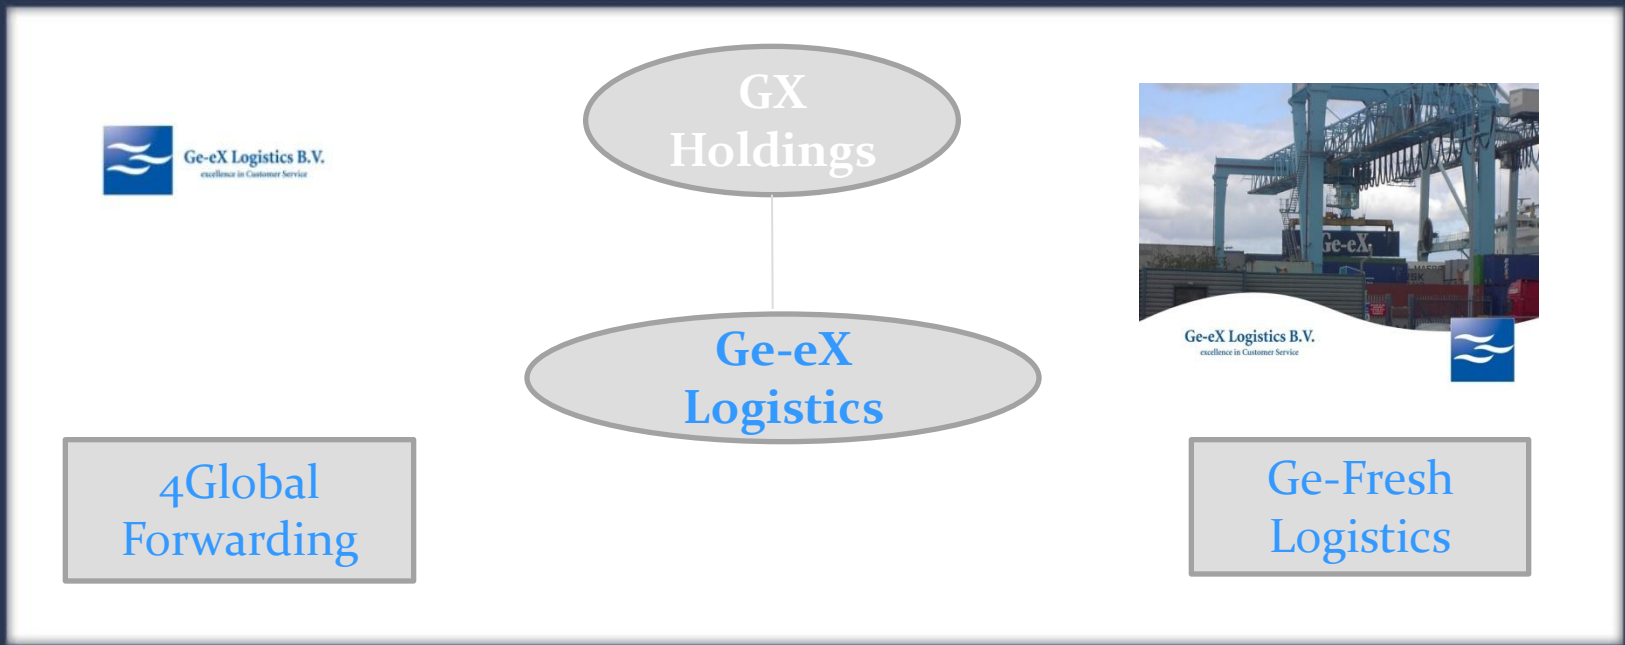 GX
Holdings
Ge-eX Logistics B.V.
excellence in Customer Service
Ge-eX
Ge-eX Logistics B.V.
excellence in Customer Service
Ge-eX
Logistics
4Global
Forwarding
Ge-Fresh
Logistics